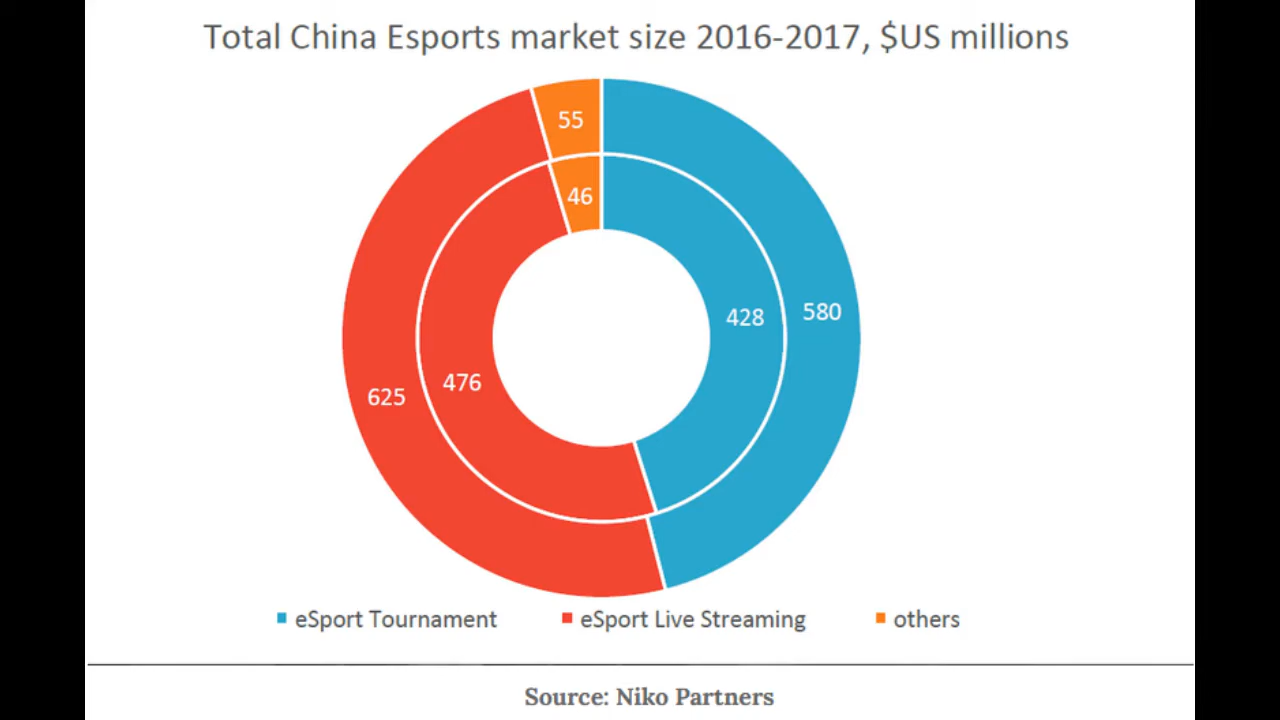 Total China Esports market size 2016-2017, $US millions
55
46
428
580
476
625
eSport Tournament
eSport Live Streaming
others
Source: Niko Partners